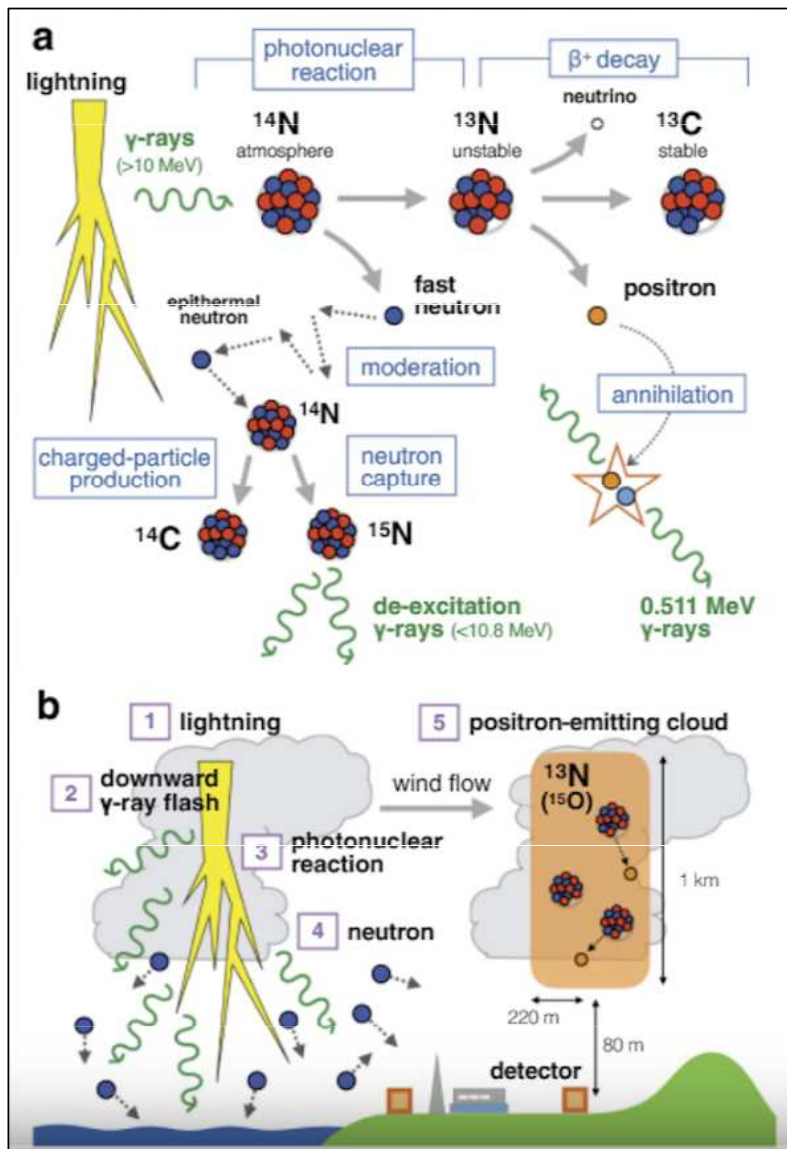 a
photonuclear
reaction
β⁺ decay
lightning
neutrino
γ-rays
(>10 MeV)
¹⁴N
atmosphere
¹³N
unstable
¹³C
stable
epithermal
neutron
fast
neutron
positron
moderation
annihilation
¹⁴N
charged-particle
production
neutron
capture
¹⁴C
¹⁵N
de-excitation
γ-rays (<10.8 MeV)
0.511 MeV
γ-rays
b
1 lightning
5 positron-emitting cloud
2 downward
γ-ray flash
wind flow
¹³N
(¹⁵O)
3 photonuclear
reaction
1 km
4 neutron
220 m
80 m
detector